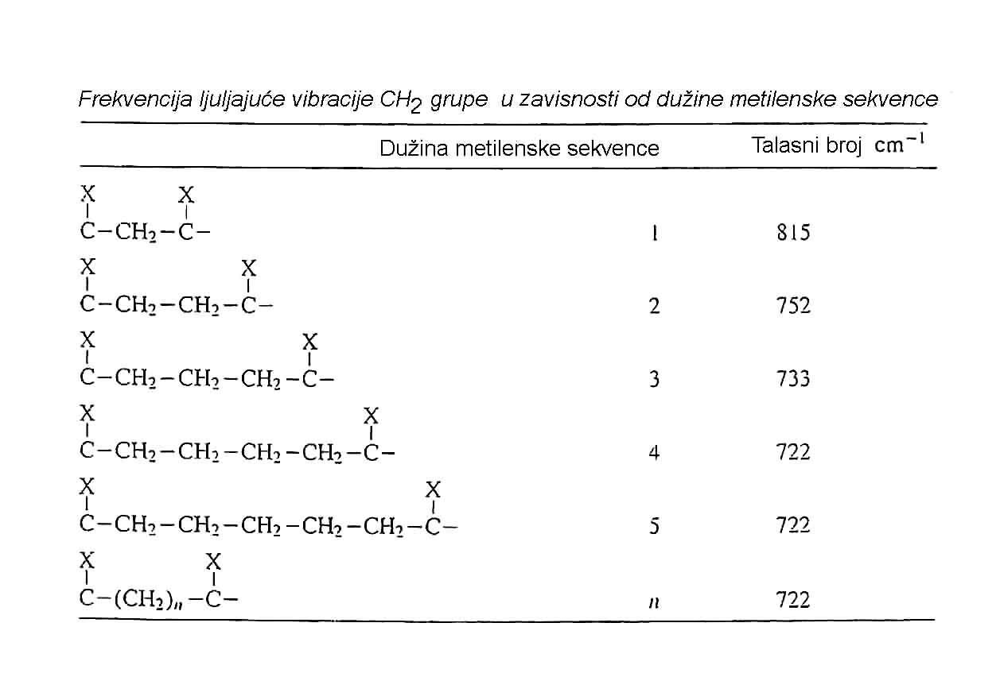 Frekvencija ljuljajuće vibracije CH2 grupe u zavisnosti od dužine metilenske sekvence
Dužina metilenske sekvence Talasni broj cm−1
X X
C−CH2−C− 1 815
X X
C−CH2−CH2−C− 2 752
X X
C−CH2−CH2−CH2−C− 3 733
X X
C−CH2−CH2−CH2−CH2−C− 4 722
X X
C−CH2−CH2−CH2−CH2−CH2−C− 5 722
X X
C−(CH2)n−C− n 722